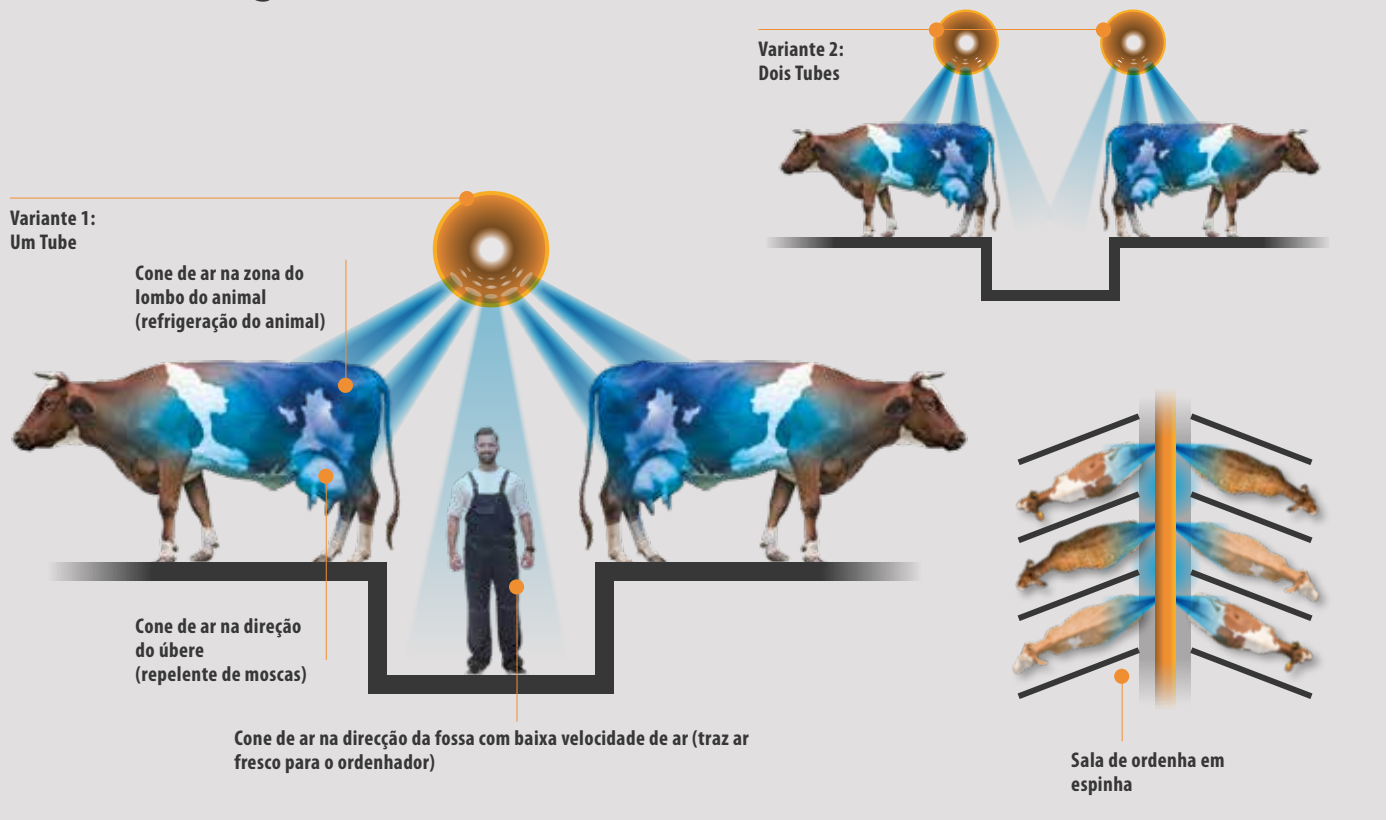 Variante 2:
Dois Tubes
Variante 1:
Um Tube
Cone de ar na zona do
lombo do animal
(refrigeração do animal)
Cone de ar na direção
do úbere
(repelente de moscas)
Cone de ar na direcção da fossa com baixa velocidade de ar (traz ar
fresco para o ordenhador)
Sala de ordenha em
espinha